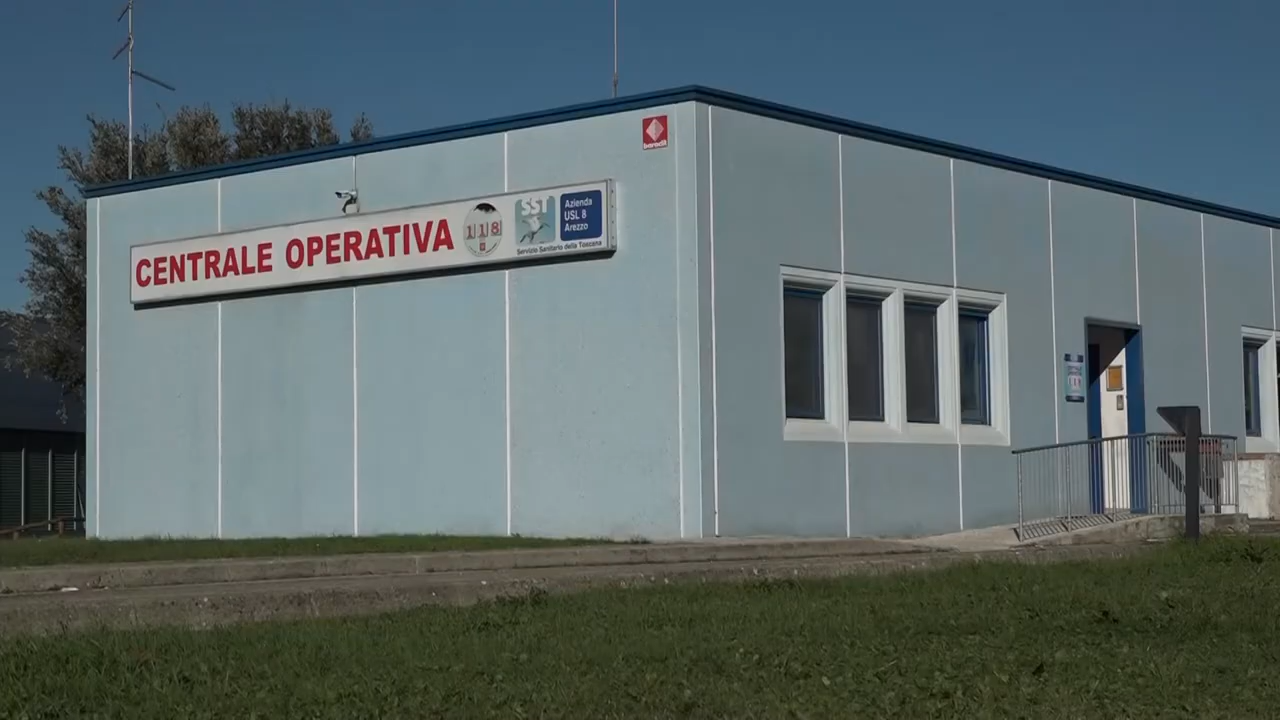 CENTRALE OPERATIVA
118
SST
Azienda
USL 8
Arezzo
Servizio Sanitario della Toscana